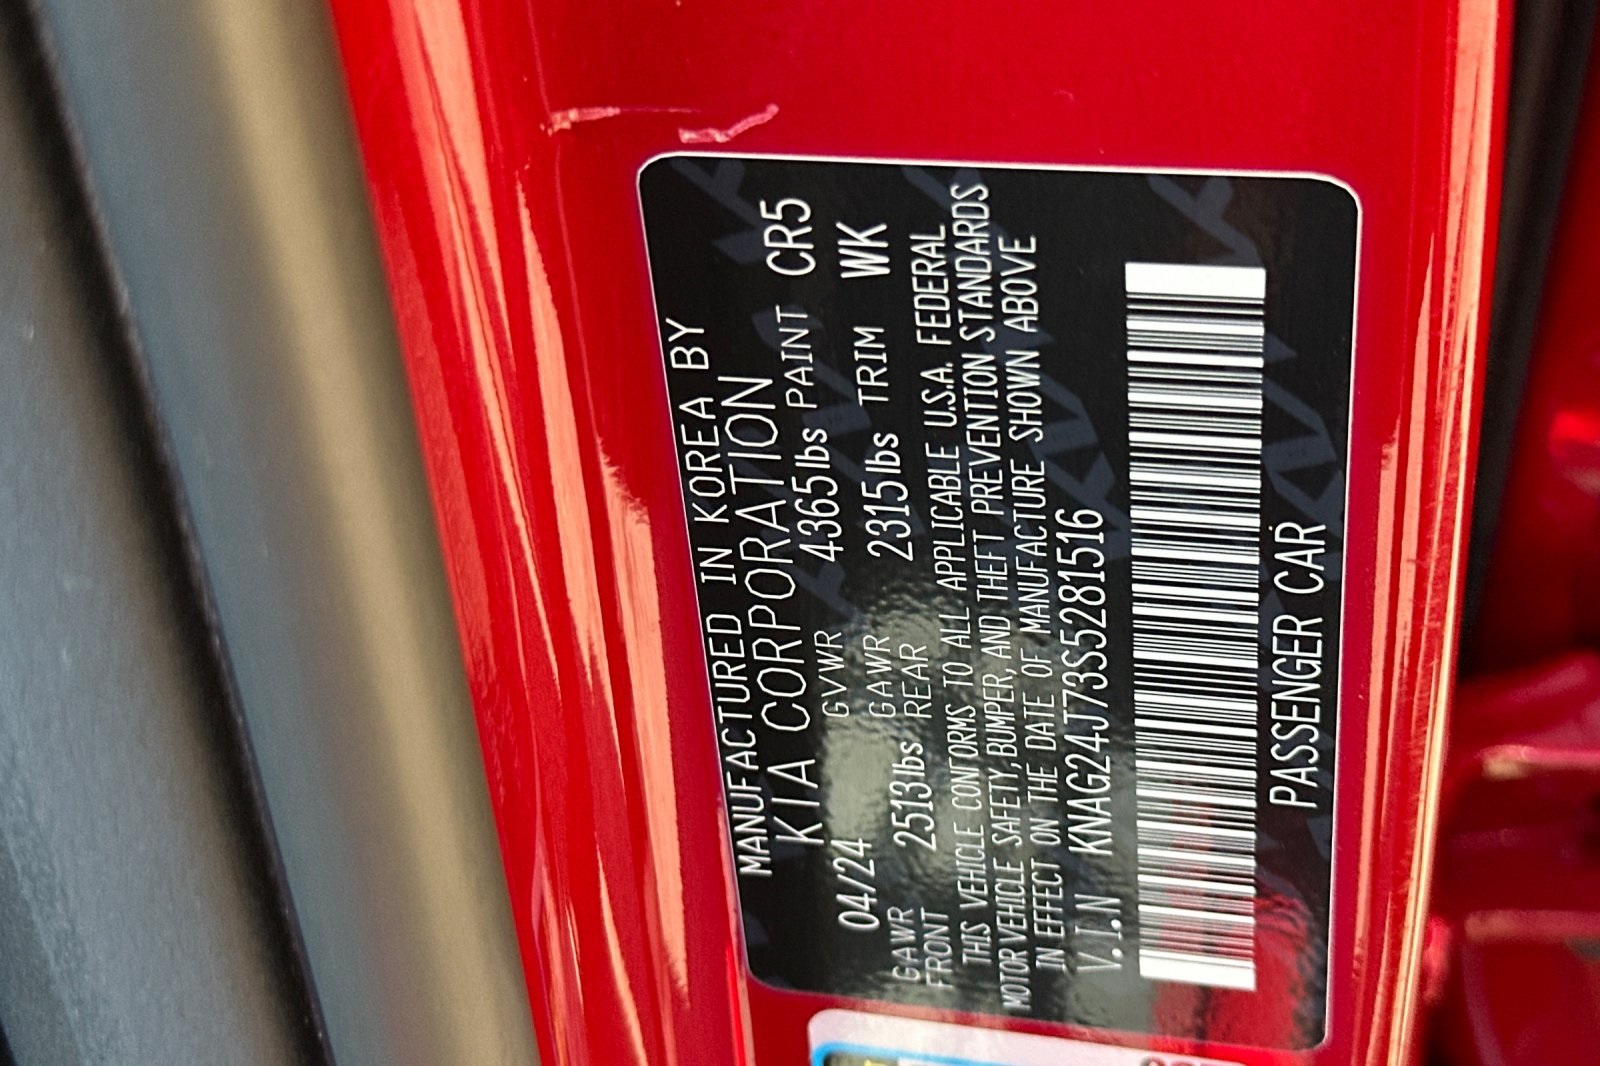 MANUFACTURED IN KOREA BY
KIA CORPORATION
04/24 GVWR 4365lbs PAINT CR5
GAWR FRONT 2513lbs GAWR REAR 2315lbs TRIM WK
THIS VEHICLE CONFORMS TO ALL APPLICABLE U.S.A. FEDERAL
MOTOR VEHICLE SAFETY, BUMPER, AND THEFT PREVENTION STANDARDS
IN EFFECT ON THE DATE OF MANUFACTURE SHOWN ABOVE
V.I.N KNAG24J73S5281516
PASSENGER CAR